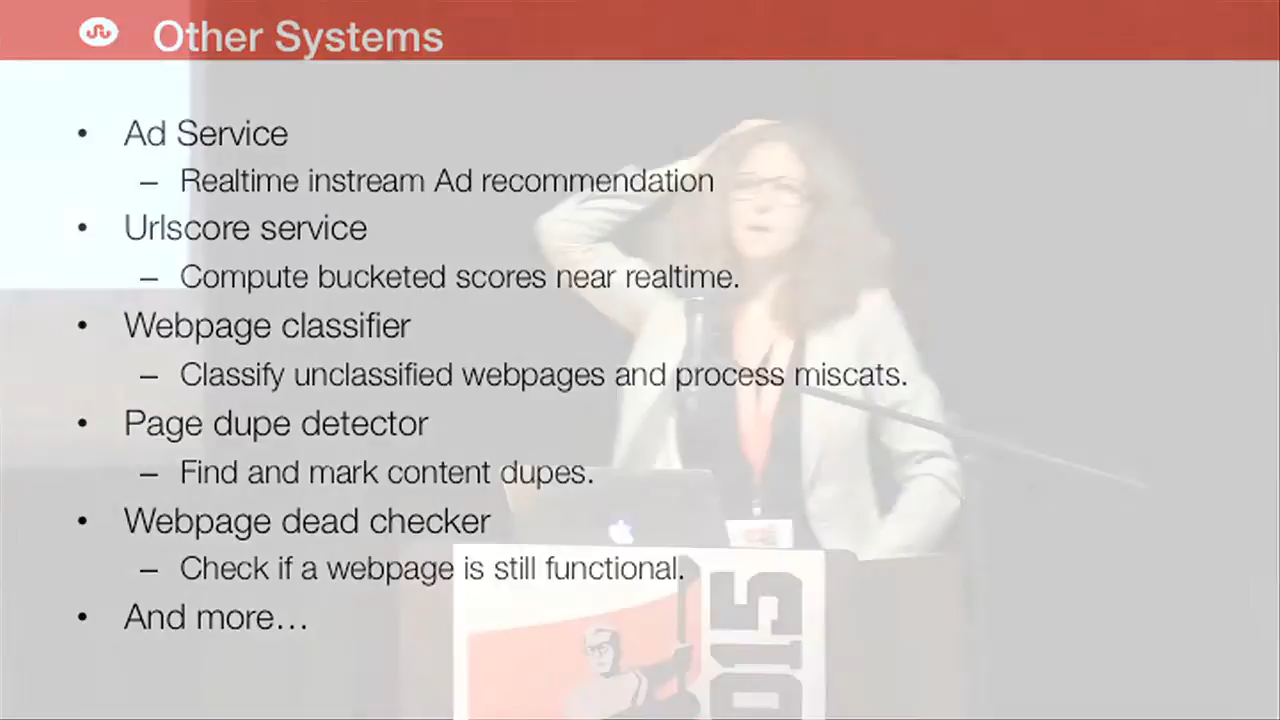 Other Systems
• Ad Service
– Realtime instream Ad recommendation
• Urlscore service
– Compute bucketed scores near realtime.
• Webpage classifier
– Classify unclassified webpages and process miscats.
• Page dupe detector
– Find and mark content dupes.
• Webpage dead checker
– Check if a webpage is still functional.
• And more…
015